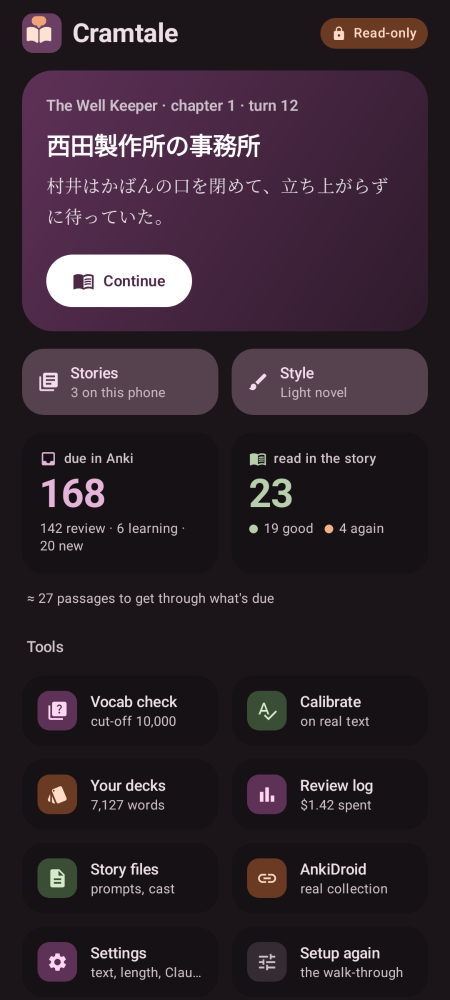 Cramtale
Read-only
The Well Keeper · chapter 1 · turn 12
西田製作所の事務所
村井はかばんの口を閉めて、立ち上がらず
に待っていた。
Continue
Stories
3 on this phone
Style
Light novel
due in Anki
168
142 review · 6 learning ·
20 new
read in the story
23
19 good
4 again
≈ 27 passages to get through what's due
Tools
Vocab check
cut-off 10,000
Calibrate
on real text
Your decks
7,127 words
Review log
$1.42 spent
Story files
prompts, cast
AnkiDroid
real collection
Settings
text, length, Clau...
Setup again
the walk-through